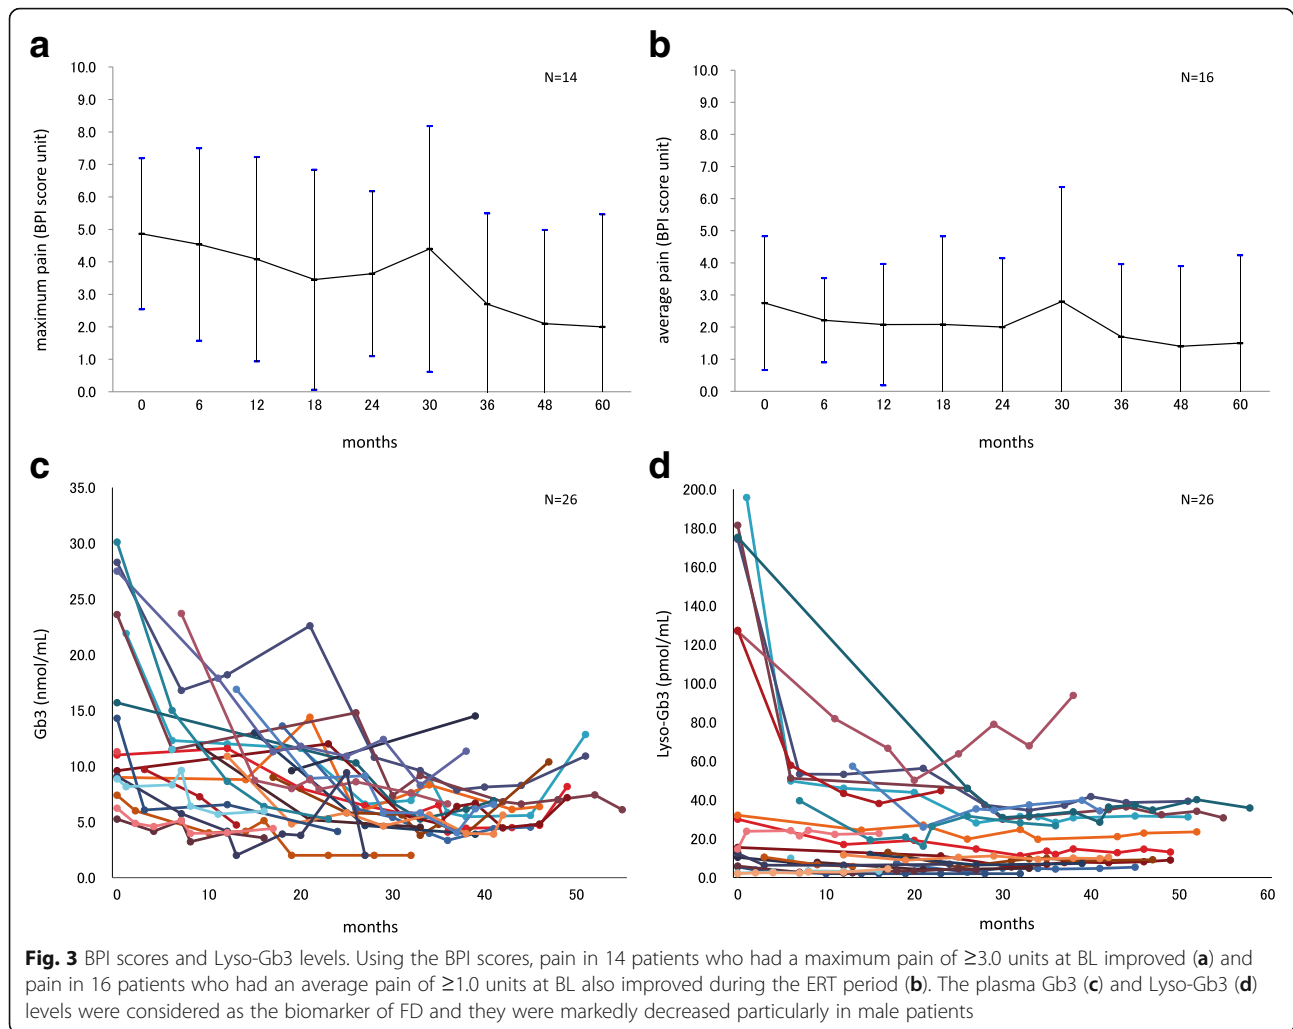 a
N=14
maximum pain (BPI score unit)
10.0
9.0
8.0
7.0
6.0
5.0
4.0
3.0
2.0
1.0
0.0
0 6 12 18 24 30 36 48 60
months
b
N=16
average pain (BPI score unit)
10.0
9.0
8.0
7.0
6.0
5.0
4.0
3.0
2.0
1.0
0.0
0 6 12 18 24 30 36 48 60
months
c
N=26
Gb3 (nmol/mL)
35.0
30.0
25.0
20.0
15.0
10.0
5.0
0.0
0 10 20 30 40 50
months
d
N=26
Lyso-Gb3 (pmol/mL)
200.0
180.0
160.0
140.0
120.0
100.0
80.0
60.0
40.0
20.0
0.0
0 10 20 30 40 50 60
months
Fig. 3 BPI scores and Lyso-Gb3 levels. Using the BPI scores, pain in 14 patients who had a maximum pain of ≥3.0 units at BL improved (a) and
pain in 16 patients who had an average pain of ≥1.0 units at BL also improved during the ERT period (b). The plasma Gb3 (c) and Lyso-Gb3 (d)
levels were considered as the biomarker of FD and they were markedly decreased particularly in male patients